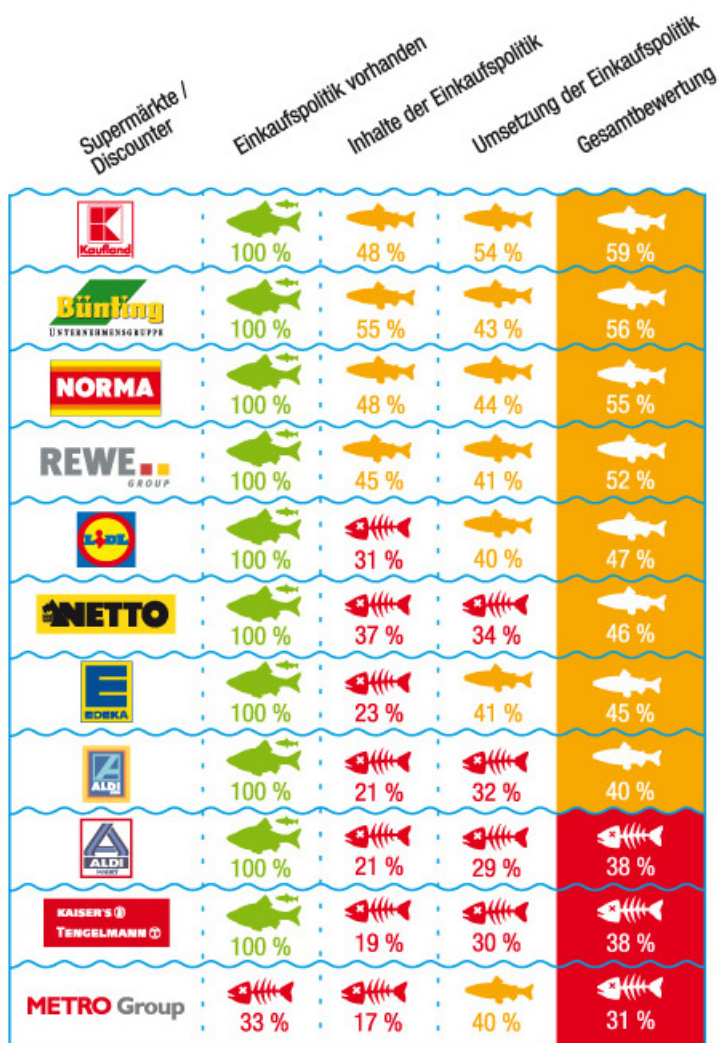 Supermärkte /
Discounter
Einkaufspolitik vorhanden
Inhalte der Einkaufspolitik
Umsetzung der Einkaufspolitik
Gesamtbewertung
K
Kaufland
100 %
48 %
54 %
59 %
Bünting
UNTERNEHMENSGRUPPE
100 %
55 %
43 %
56 %
NORMA
100 %
48 %
44 %
55 %
REWE
GROUP
100 %
45 %
41 %
52 %
LIDL
100 %
31 %
40 %
47 %
NETTO
100 %
37 %
34 %
46 %
E
EDEKA
100 %
23 %
41 %
45 %
ALDI
100 %
21 %
32 %
40 %
ALDI
100 %
21 %
29 %
38 %
KAISER'S
TENGELMANN
100 %
19 %
30 %
38 %
METRO Group
33 %
17 %
40 %
31 %